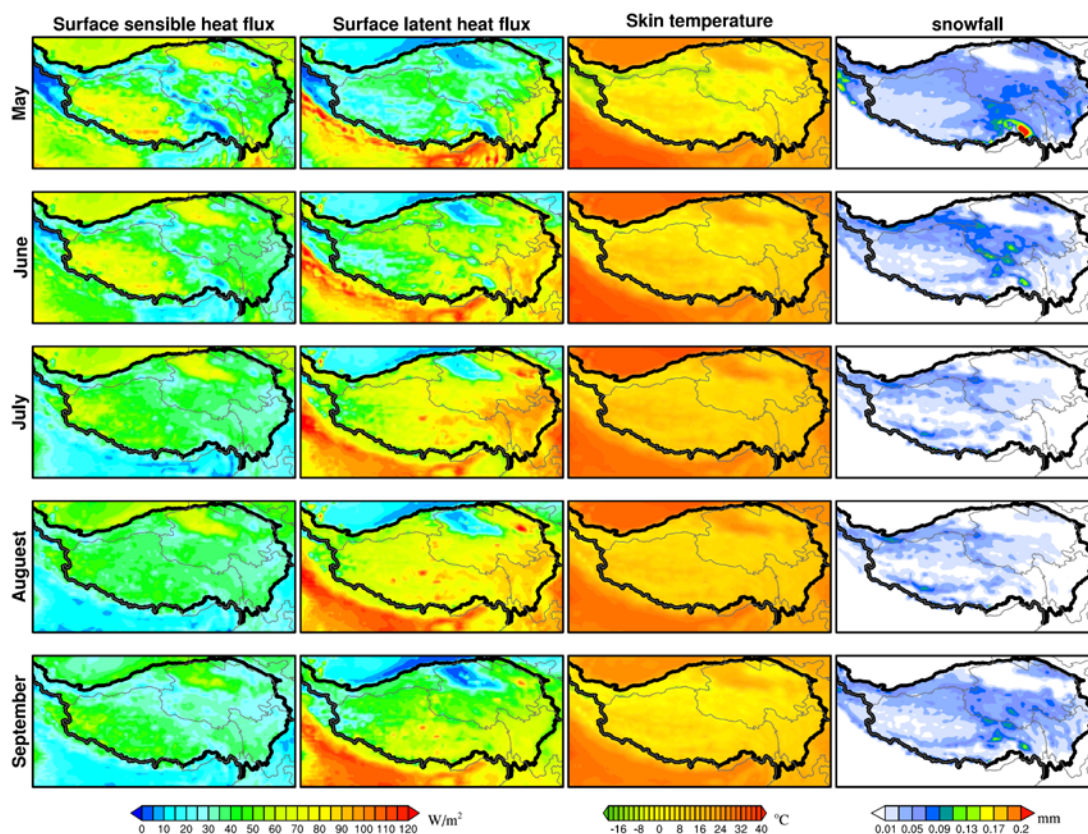 Surface sensible heat flux Surface latent heat flux Skin temperature snowfall
May
June
July
Auguest
September
0 10 20 30 40 50 60 70 80 90 100 110 120 W/m²
-16 -8 0 8 16 24 32 40 °C
0.01 0.05 0.09 0.13 0.17 0.2 mm